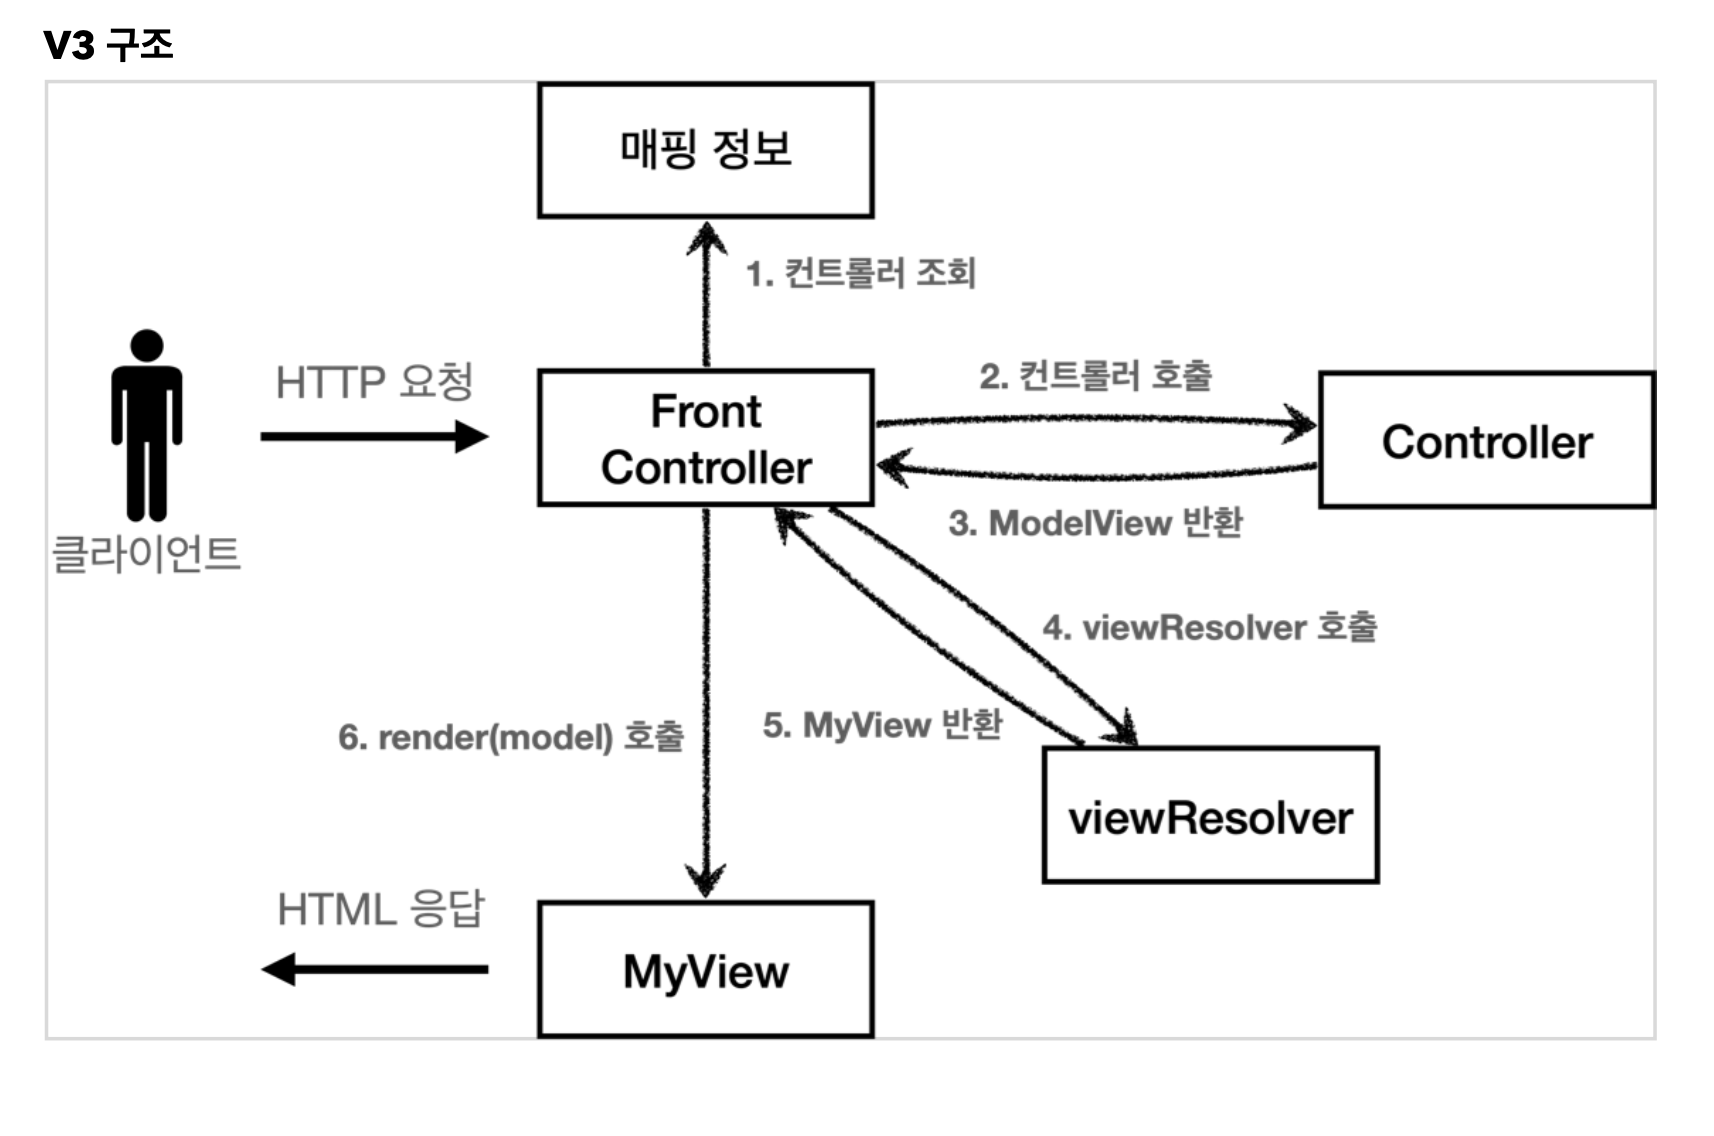 V3 구조
매핑 정보
1. 컨트롤러 조회
HTTP 요청
Front
Controller
2. 컨트롤러 호출
Controller
3. ModelView 반환
클라이언트
4. viewResolver 호출
5. MyView 반환
6. render(model) 호출
viewResolver
HTML 응답
MyView